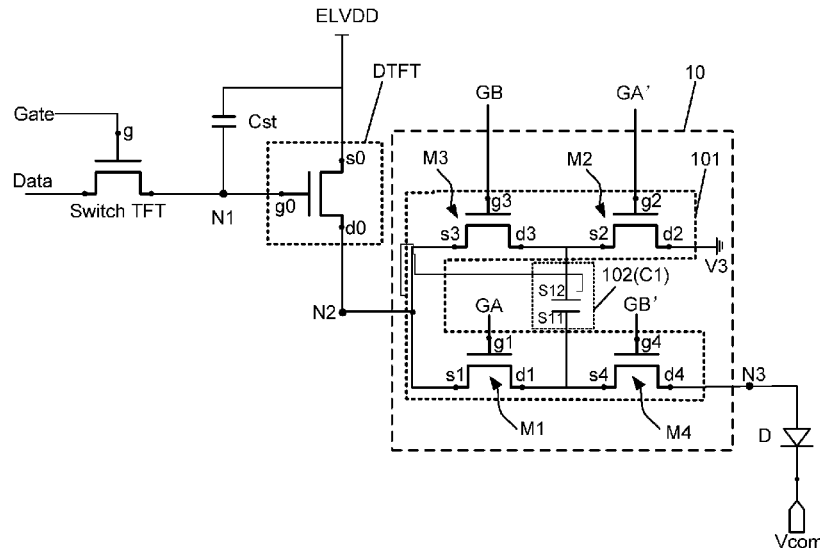 ELVDD
DTFT
10
GB
GA'
Gate
g
Cst
s0
M3
M2
101
g3
g2
Data
Switch TFT
N1
g0
d0
s3
d3
s2
d2
V3
102(C1)
S12
N2
GA
S11
GB'
g1
g4
s1
d1
s4
d4
N3
M1
M4
D
Vcom